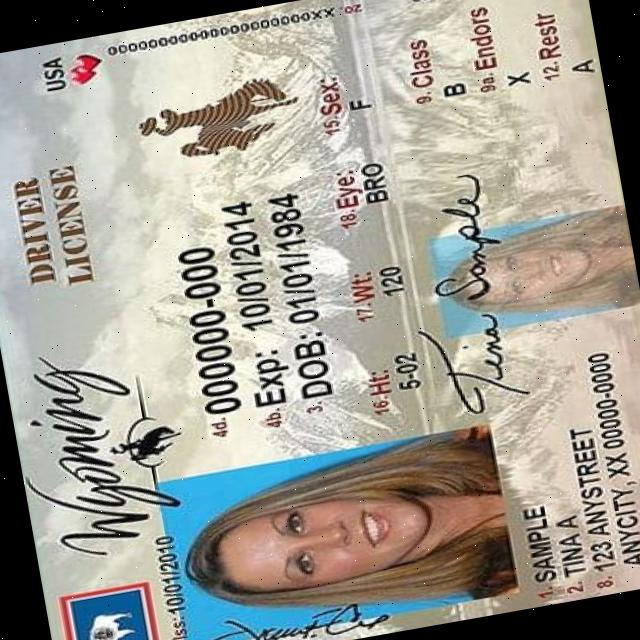 USA
DRIVER
LICENSE
Wyoming
4d. 000000-000
4b. Exp: 10/01/2014
3. DOB: 01/01/1984
15. Sex: F
18. Eye: BRO
17. Wt: 120
16. Ht: 5-02
9. Class B
9a. Endors X
12. Restr A
Tina Sample
Iss: 10/01/2010
1. SAMPLE
2. TINA A
8. 123 ANYSTREET
ANYCITY, XX 00000-0000